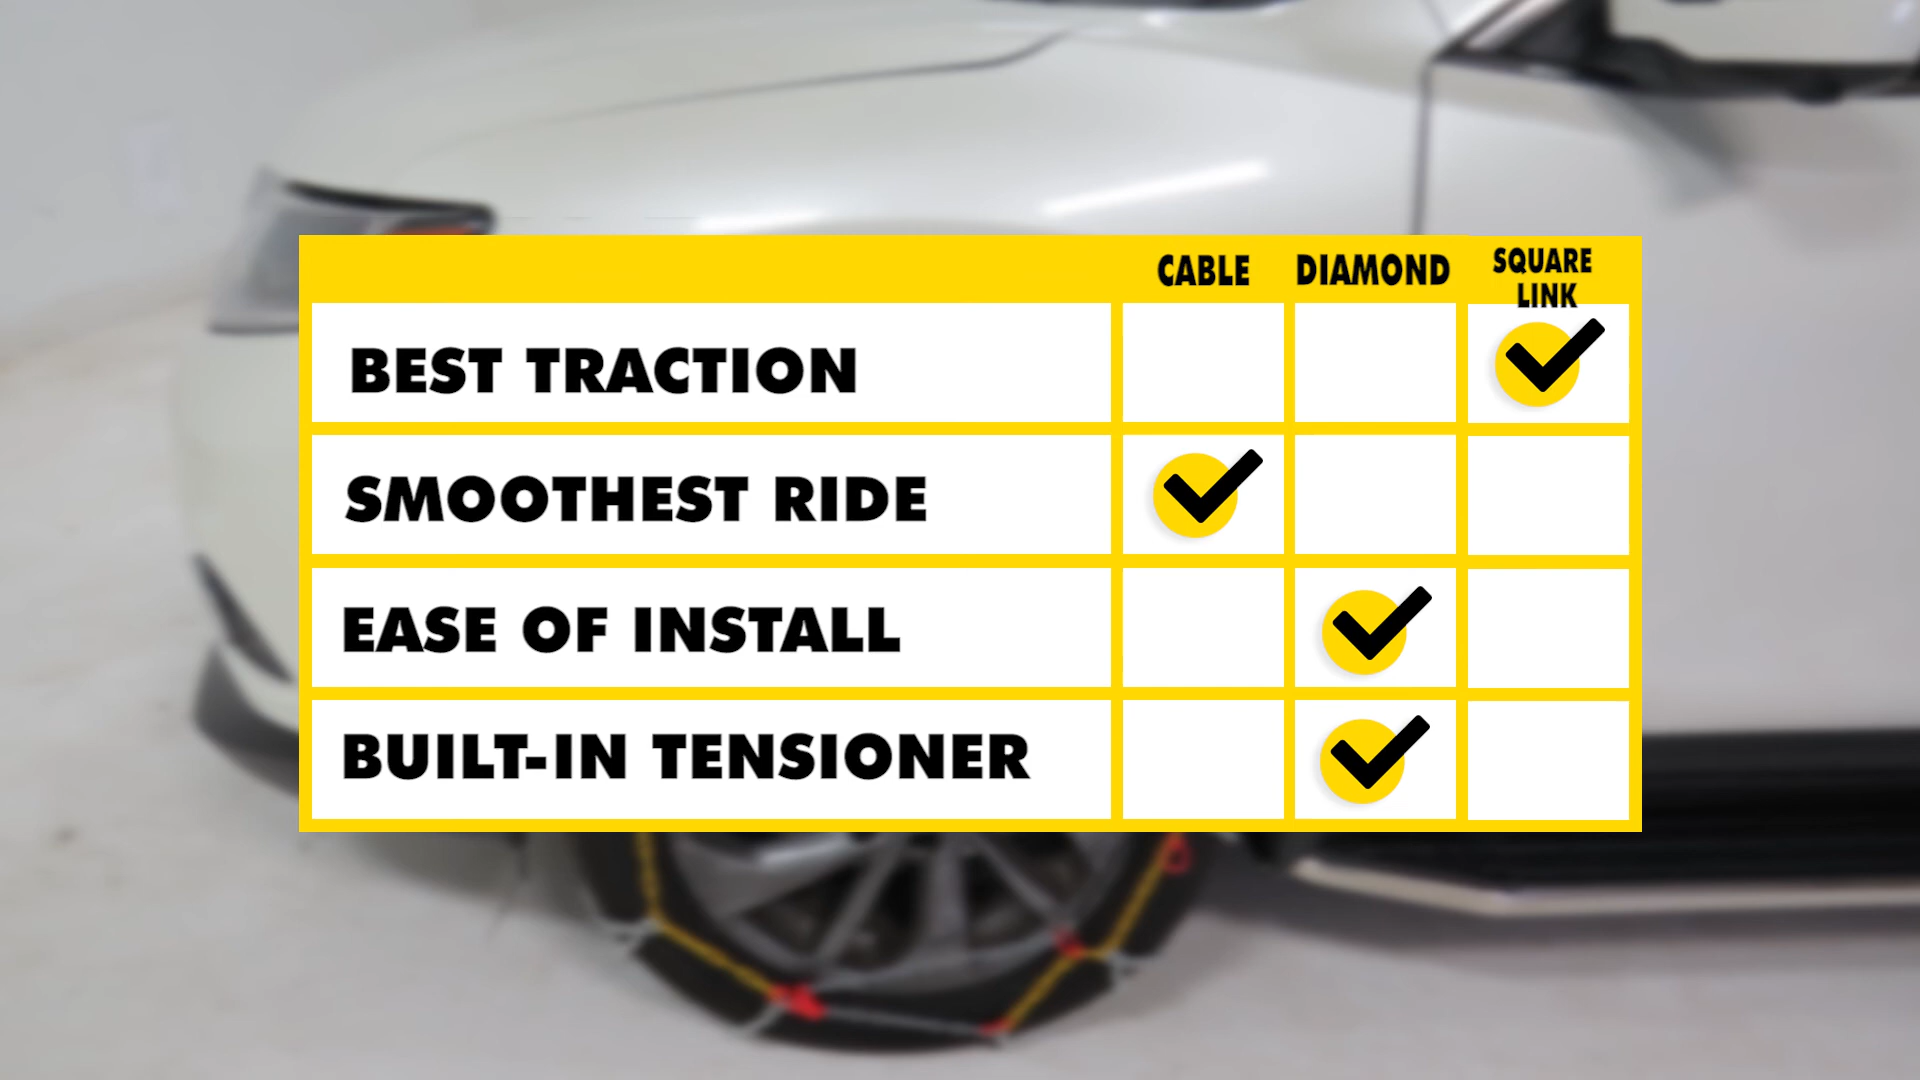 CABLE DIAMOND SQUARE
LINK
BEST TRACTION
SMOOTHEST RIDE
EASE OF INSTALL
BUILT-IN TENSIONER